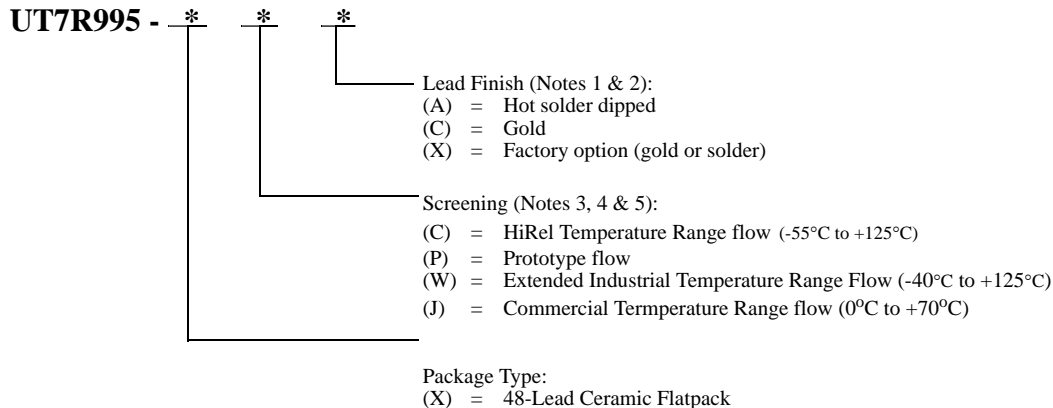 UT7R995 - * * *
Lead Finish (Notes 1 & 2):
(A) = Hot solder dipped
(C) = Gold
(X) = Factory option (gold or solder)
Screening (Notes 3, 4 & 5):
(C) = HiRel Temperature Range flow (-55°C to +125°C)
(P) = Prototype flow
(W) = Extended Industrial Temperature Range Flow (-40°C to +125°C)
(J) = Commercial Termperature Range flow (0°C to +70°C)
Package Type:
(X) = 48-Lead Ceramic Flatpack